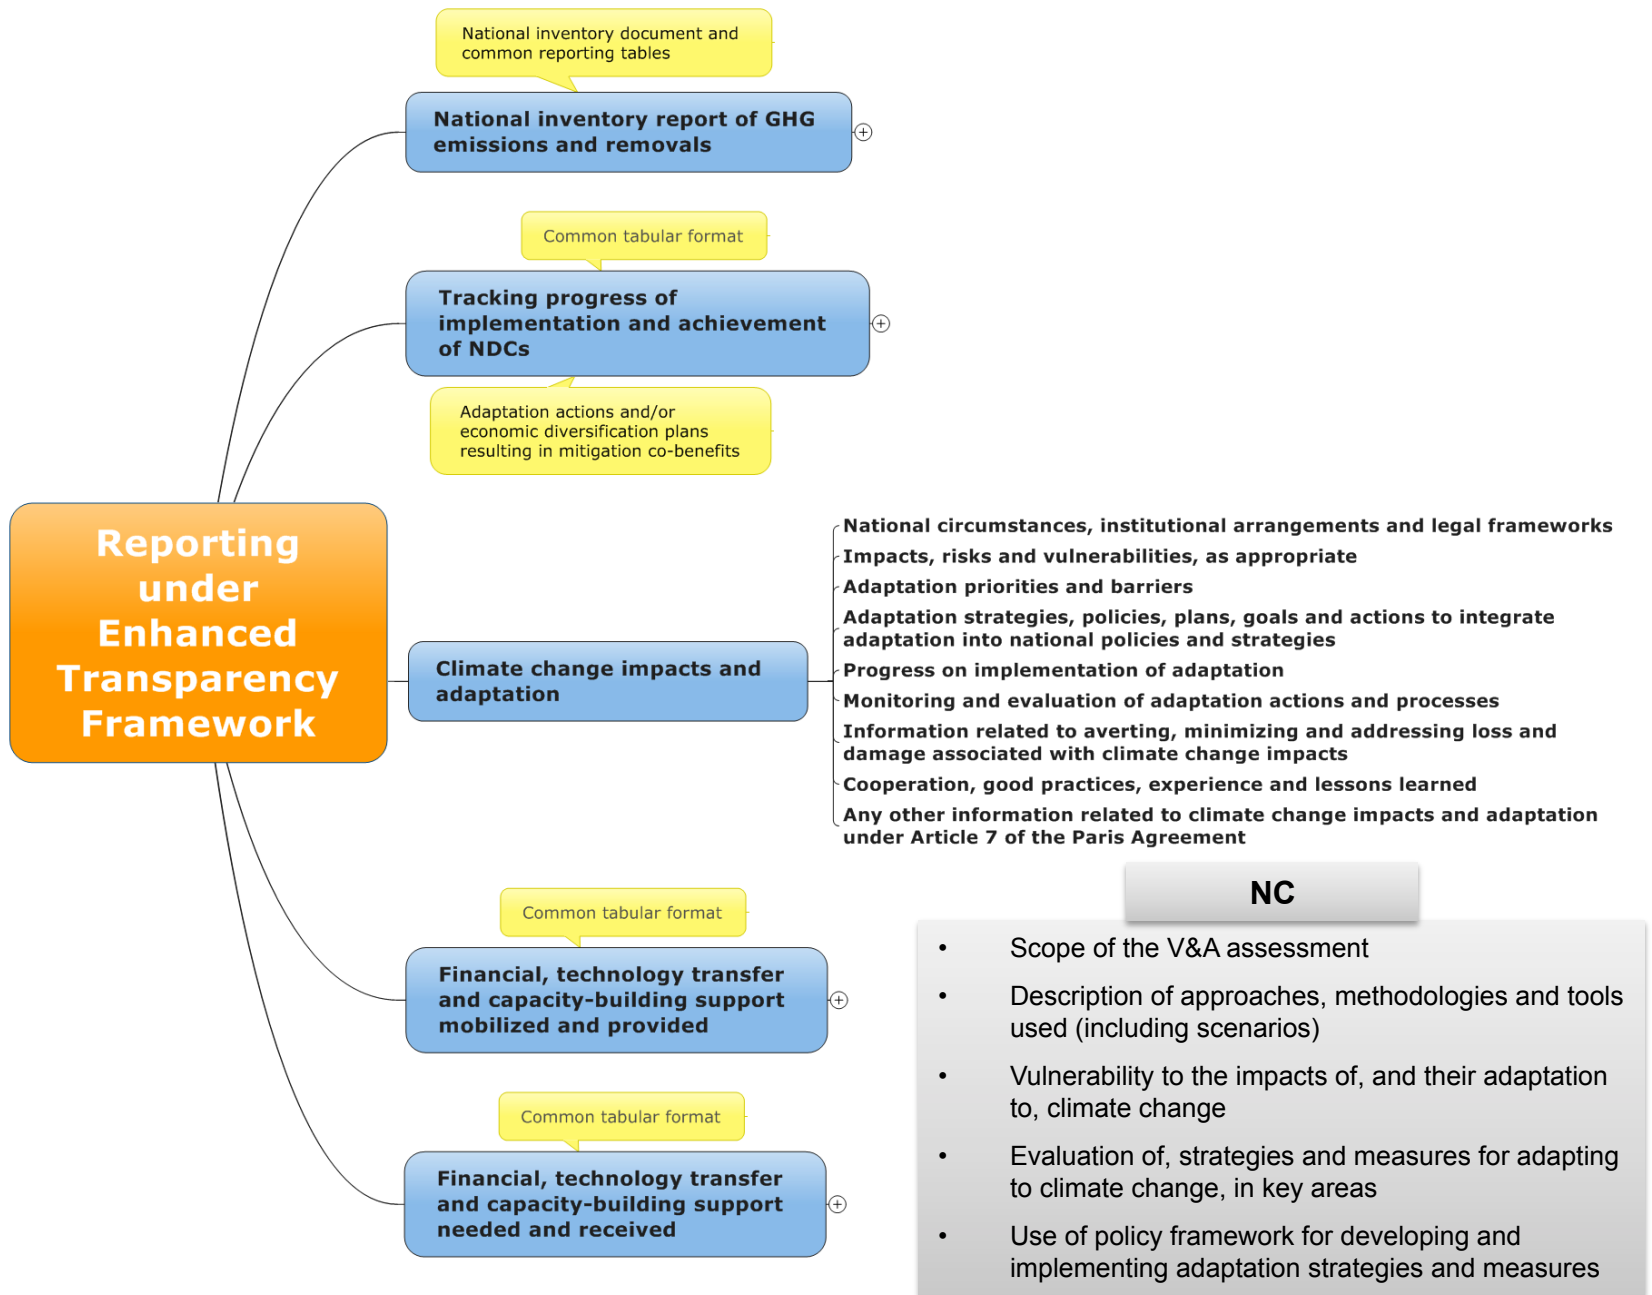 National inventory document and
common reporting tables
National inventory report of GHG
emissions and removals
Common tabular format
Tracking progress of
implementation and achievement
of NDCs
Adaptation actions and/or
economic diversification plans
resulting in mitigation co-benefits
Reporting
under
Enhanced
Transparency
Framework
Climate change impacts and
adaptation
National circumstances, institutional arrangements and legal frameworks
Impacts, risks and vulnerabilities, as appropriate
Adaptation priorities and barriers
Adaptation strategies, policies, plans, goals and actions to integrate
adaptation into national policies and strategies
Progress on implementation of adaptation
Monitoring and evaluation of adaptation actions and processes
Information related to averting, minimizing and addressing loss and
damage associated with climate change impacts
Cooperation, good practices, experience and lessons learned
Any other information related to climate change impacts and adaptation
under Article 7 of the Paris Agreement
Common tabular format
Financial, technology transfer
and capacity-building support
mobilized and provided
Common tabular format
Financial, technology transfer
and capacity-building support
needed and received
NC
• Scope of the V&A assessment
• Description of approaches, methodologies and tools
used (including scenarios)
• Vulnerability to the impacts of, and their adaptation
to, climate change
• Evaluation of, strategies and measures for adapting
to climate change, in key areas
• Use of policy framework for developing and
implementing adaptation strategies and measures